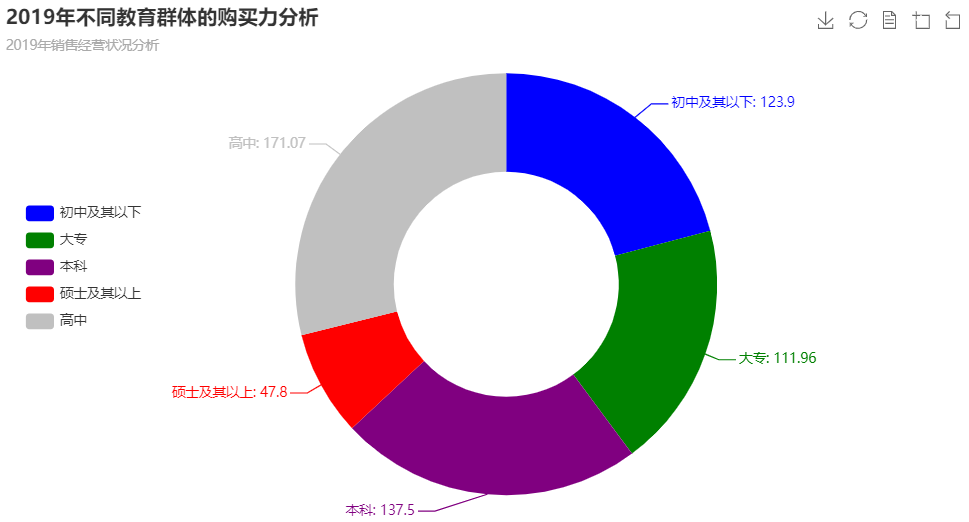 2019年不同教育群体的购买力分析
2019年销售经营状况分析
初中及其以下: 123.9
高中: 171.07
初中及其以下
大专
本科
硕士及其以上
高中
大专: 111.96
硕士及其以上: 47.8
本科: 137.5